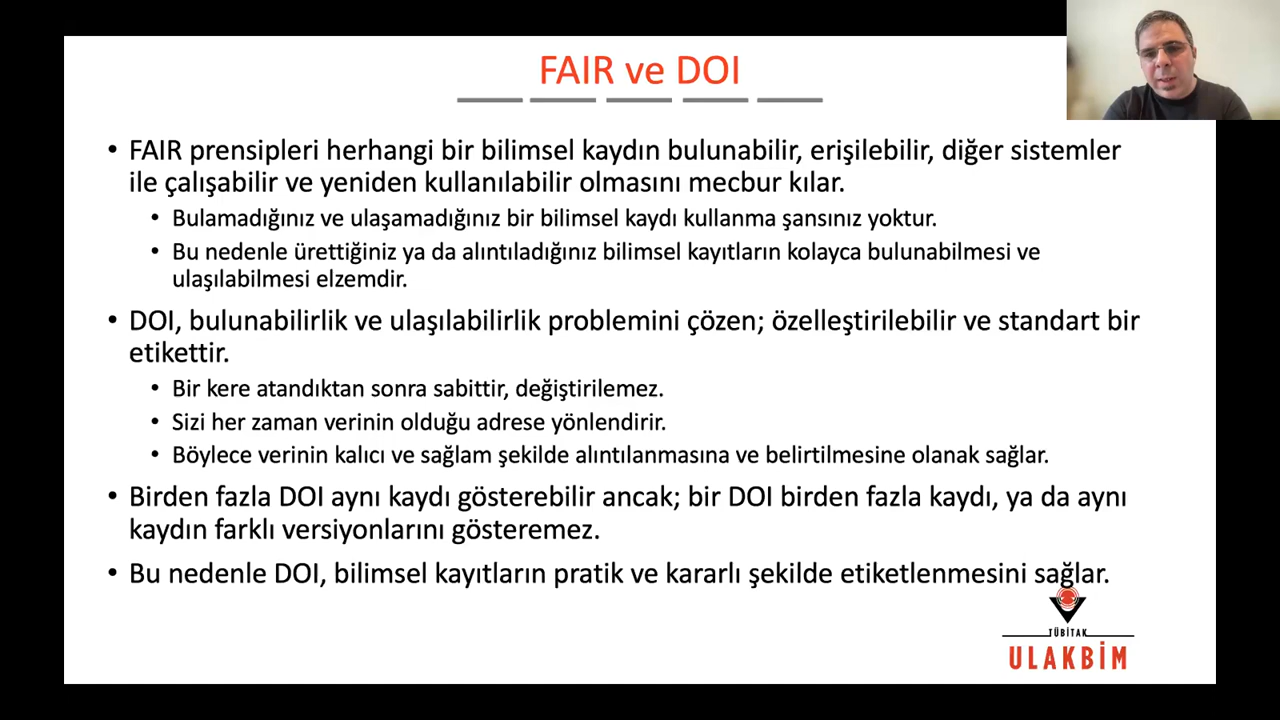 FAIR ve DOI
• FAIR prensipleri herhangi bir bilimsel kaydın bulunabilir, erişilebilir, diğer sistemler
ile çalışabilir ve yeniden kullanılabilir olmasını mecbur kılar.
• Bulamadığınız ve ulaşamadığınız bir bilimsel kaydı kullanma şansınız yoktur.
• Bu nedenle ürettiğiniz ya da alıntıladığınız bilimsel kayıtların kolayca bulunabilmesi ve
ulaşılabilmesi elzemdir.
• DOI, bulunabilirlik ve ulaşılabilirlik problemini çözen; özelleştirilebilir ve standart bir
etikettir.
• Bir kere atandıktan sonra sabittir, değiştirilemez.
• Sizi her zaman verinin olduğu adrese yönlendirir.
• Böylece verinin kalıcı ve sağlam şekilde alıntılanmasına ve belirtilmesine olanak sağlar.
• Birden fazla DOI aynı kaydı gösterebilir ancak; bir DOI birden fazla kaydı, ya da aynı
kaydın farklı versiyonlarını gösteremez.
• Bu nedenle DOI, bilimsel kayıtların pratik ve kararlı şekilde etiketlenmesini sağlar.
TÜBİTAK
ULAKBİM